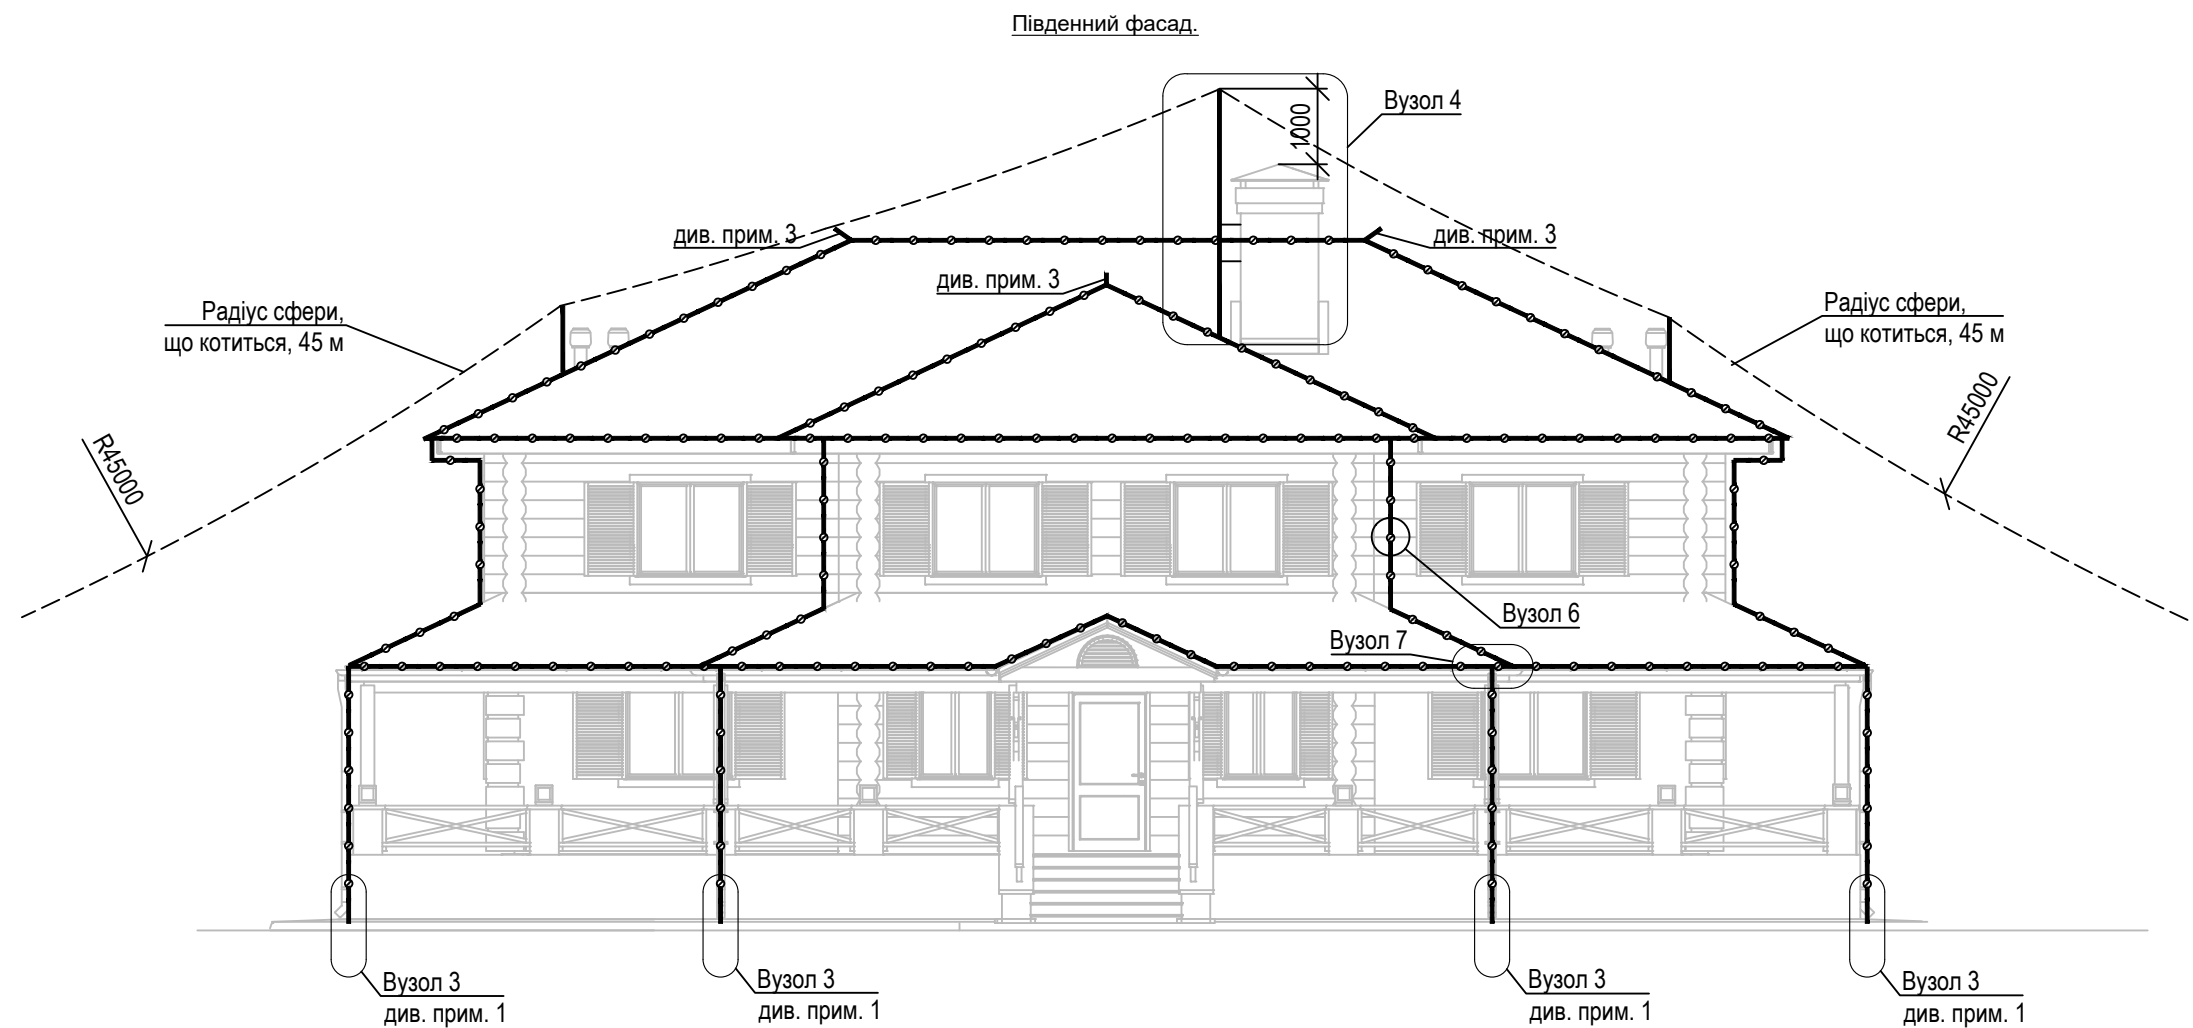 Південний фасад.
Вузол 4
1000
див. прим. 3
див. прим. 3
див. прим. 3
Радіус сфери,
що котиться, 45 м
Радіус сфери,
що котиться, 45 м
R45000
R45000
Вузол 6
Вузол 7
Вузол 3
див. прим. 1
Вузол 3
див. прим. 1
Вузол 3
див. прим. 1
Вузол 3
див. прим. 1